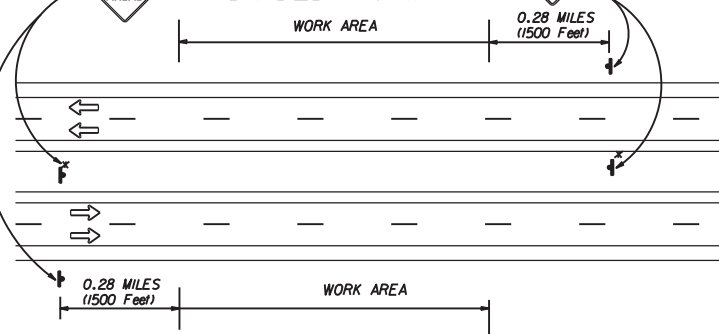 WORK AREA
0.28 MILES
(1500 Feet)
x
x
0.28 MILES
(1500 Feet)
WORK AREA